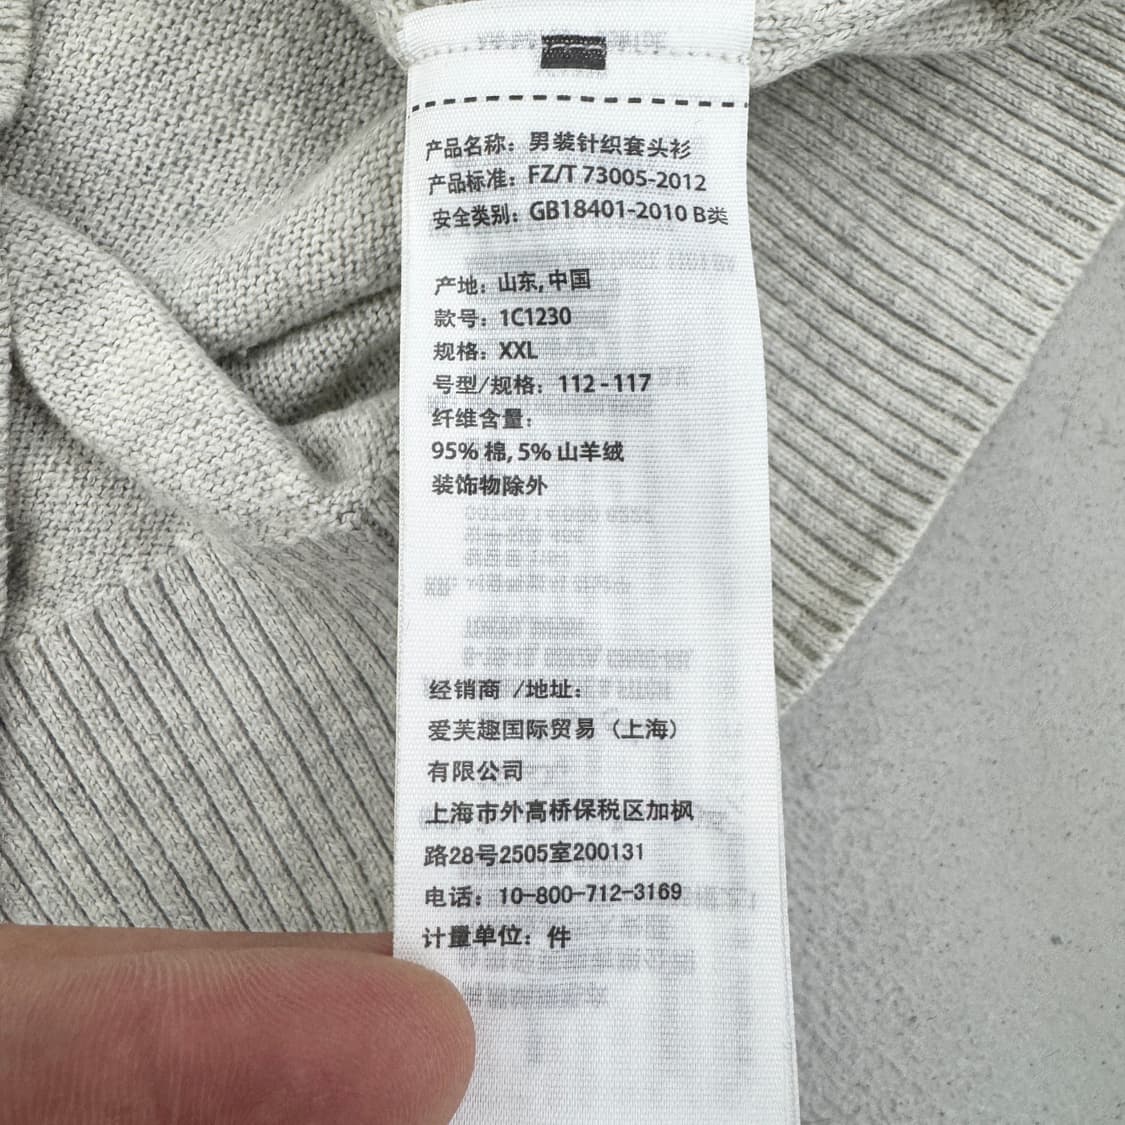 产品名称：男装针织套头衫
产品标准：FZ/T 73005-2012
安全类别：GB18401-2010 B类
产地：山东,中国
款号：1C1230
规格：XXL
号型/规格：112-117
纤维含量：
95% 棉, 5% 山羊绒
装饰物除外
经销商 /地址：
爱芙趣国际贸易（上海）
有限公司
上海市外高桥保税区加枫
路28号2505室200131
电话：10-800-712-3169
计量单位：件